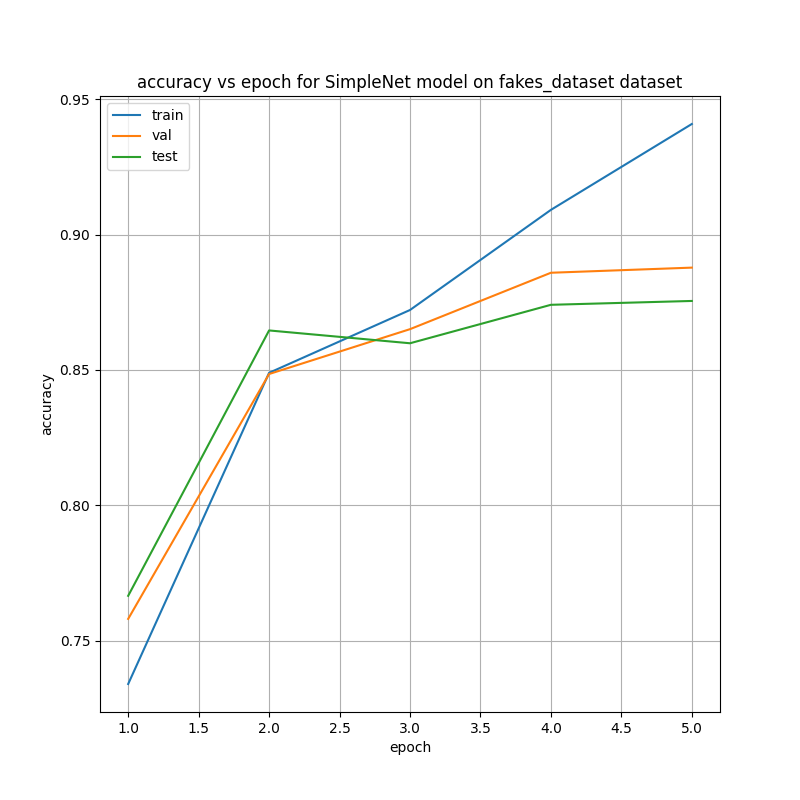 accuracy vs epoch for SimpleNet model on fakes_dataset dataset
train
val
test
0.95
0.90
0.85
0.80
0.75
accuracy
1.0 1.5 2.0 2.5 3.0 3.5 4.0 4.5 5.0
epoch